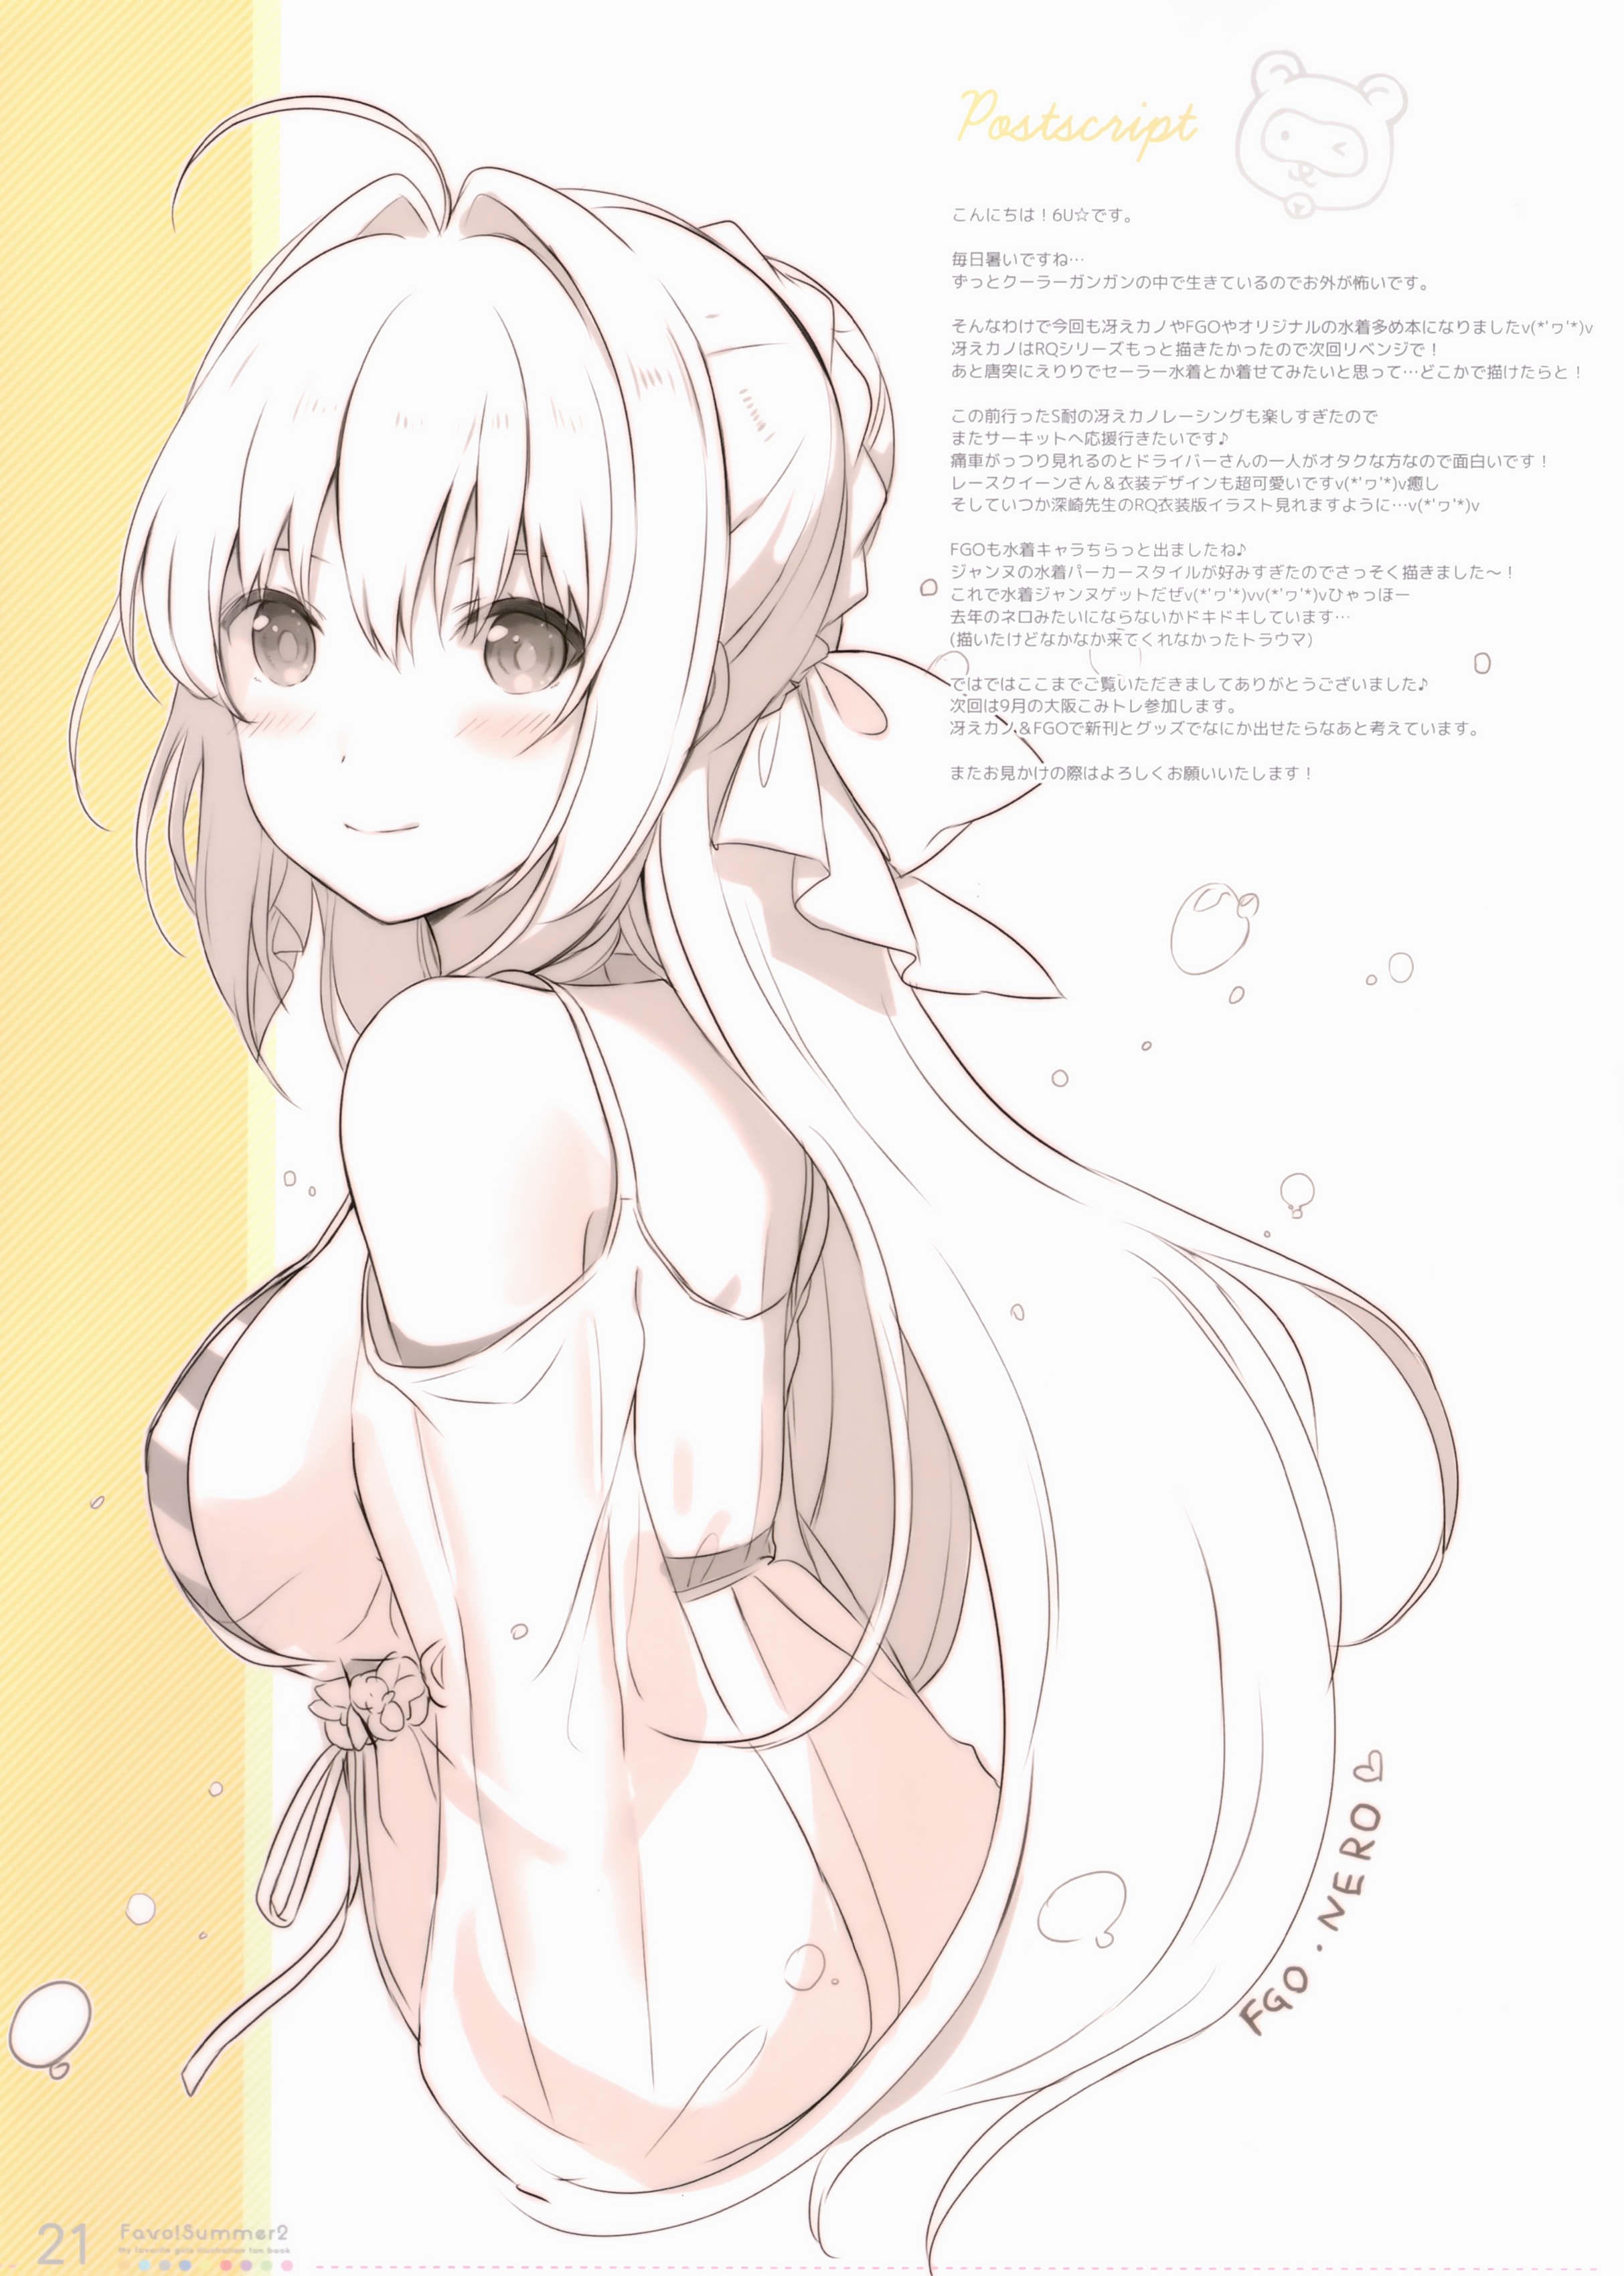 Postscript
こんにちは！6U☆です。
毎日暑いですね…
ずっとクーラーガンガンの中で生きているのでお外が怖いです。
そんなわけで今回も冴えカノやFGOやオリジナルの水着多め本になりましたv(*'ヮ'*)v
冴えカノはRQシリーズもっと描きたかったので次回リベンジで！
あと唐突にえりりでセーラー水着とか着せてみたいと思って…どこかで描けたらと！
この前行ったS耐の冴えカノレーシングも楽しすぎたので
またサーキットへ応援行きたいです♪
痛車がっつり見れるのとドライバーさんの一人がオタクな方なので面白いです！
レースクイーンさん＆衣装デザインも超可愛いですv(*'ヮ'*)v癒し
そしていつか深崎先生のRQ衣装版イラスト見れますように…v(*'ヮ'*)v
FGOも水着キャラちらっと出ましたね♪
ジャンヌの水着パーカースタイルが好みすぎたのでさっそく描きました～！
これで水着ジャンヌゲットだぜv(*'ヮ'*)vv(*'ヮ'*)vひゃっほー
去年のネロみたいにならないかドキドキしています…
(描いたけどなかなか来てくれなかったトラウマ)
ではではここまでご覧いただきましてありがとうございました♪
次回は9月の大阪こみトレ参加します。
冴えカノ&FGOで新刊とグッズでなにか出せたらなあと考えています。
またお見かけの際はよろしくお願いいたします！
FGO・NERO♡
21
Favo!Summer2
My favorite girls illustration fan book